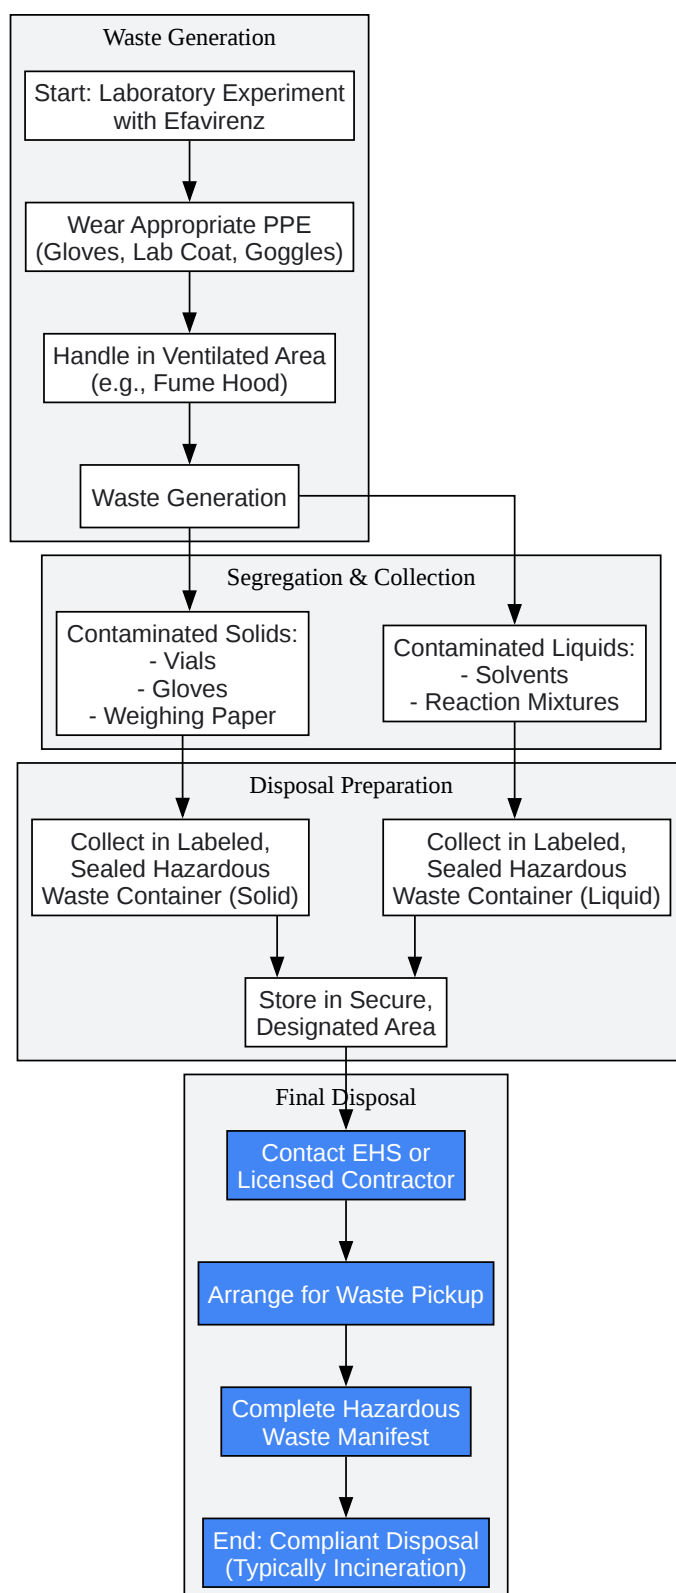 Waste Generation
Start: Laboratory Experiment
with Efavirenz
Wear Appropriate PPE
(Gloves, Lab Coat, Goggles)
Handle in Ventilated Area
(e.g., Fume Hood)
Waste Generation
Segregation & Collection
Contaminated Solids:
- Vials
- Gloves
- Weighing Paper
Contaminated Liquids:
- Solvents
- Reaction Mixtures
Disposal Preparation
Collect in Labeled,
Sealed Hazardous
Waste Container (Solid)
Collect in Labeled,
Sealed Hazardous
Waste Container (Liquid)
Store in Secure,
Designated Area
Final Disposal
Contact EHS or
Licensed Contractor
Arrange for Waste Pickup
Complete Hazardous
Waste Manifest
End: Compliant Disposal
(Typically Incineration)